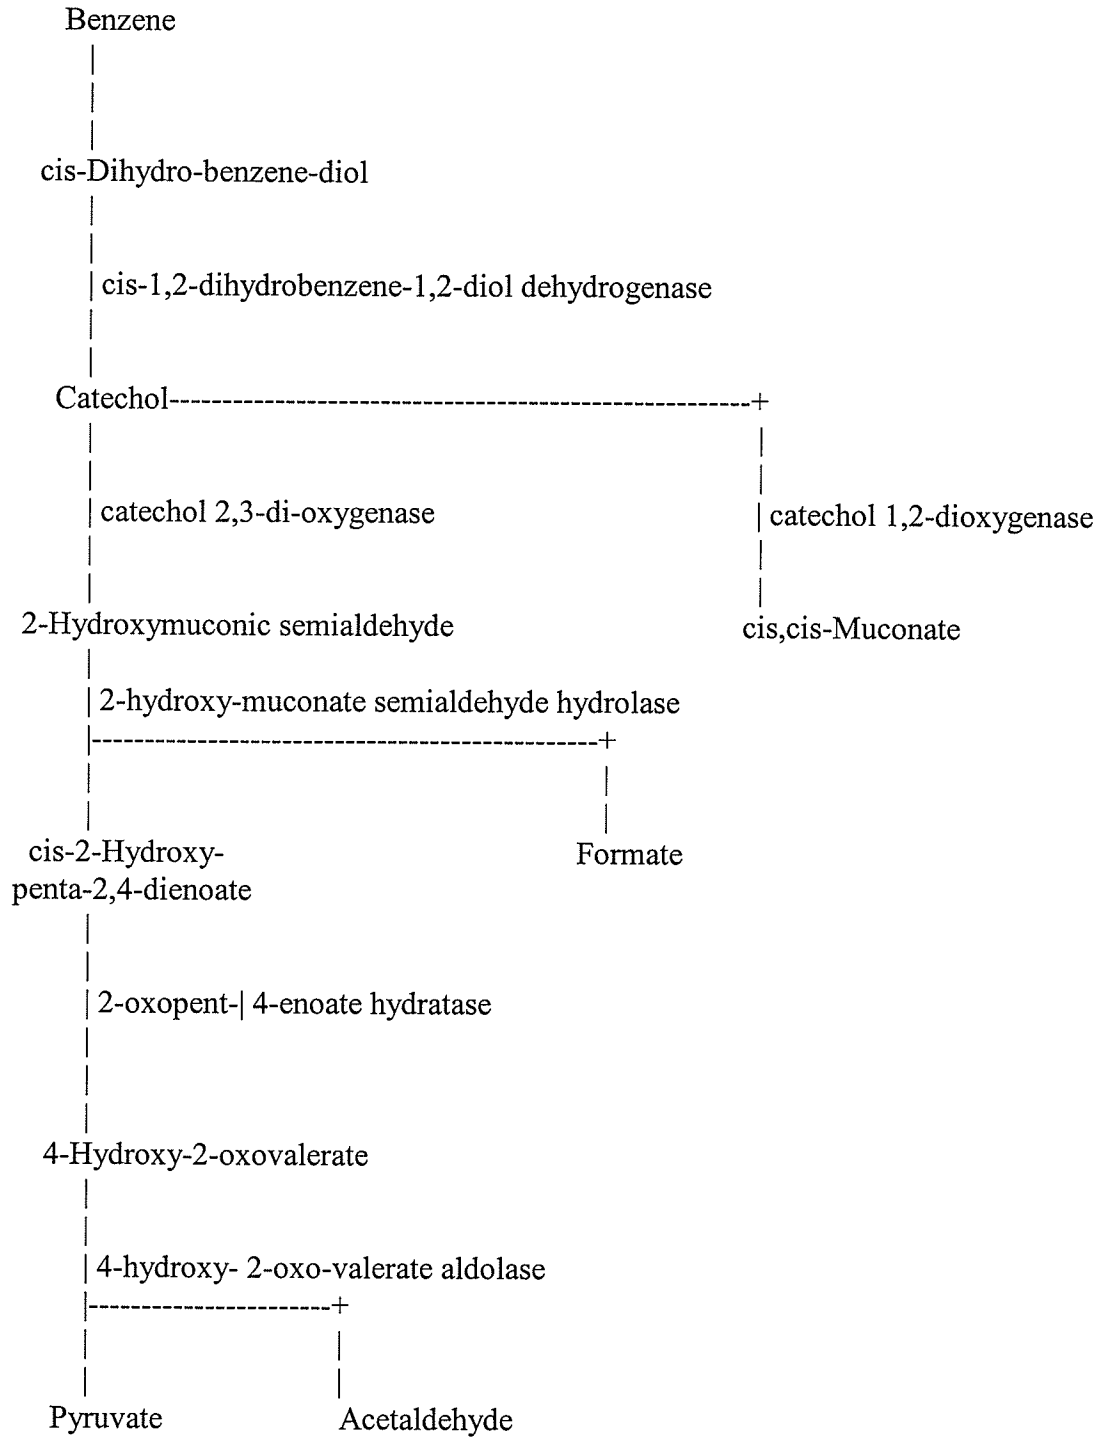 Benzene
cis-Dihydro-benzene-diol
| cis-1,2-dihydrobenzene-1,2-diol dehydrogenase
Catechol-------------------------------------------------------+
| catechol 2,3-di-oxygenase | catechol 1,2-dioxygenase
2-Hydroxymuconic semialdehyde cis,cis-Muconate
| 2-hydroxy-muconate semialdehyde hydrolase
|------------------------------------------------+
cis-2-Hydroxy- Formate
penta-2,4-dienoate
| 2-oxopent-| 4-enoate hydratase
4-Hydroxy-2-oxovalerate
| 4-hydroxy- 2-oxo-valerate aldolase
|-----------------------+
Pyruvate Acetaldehyde